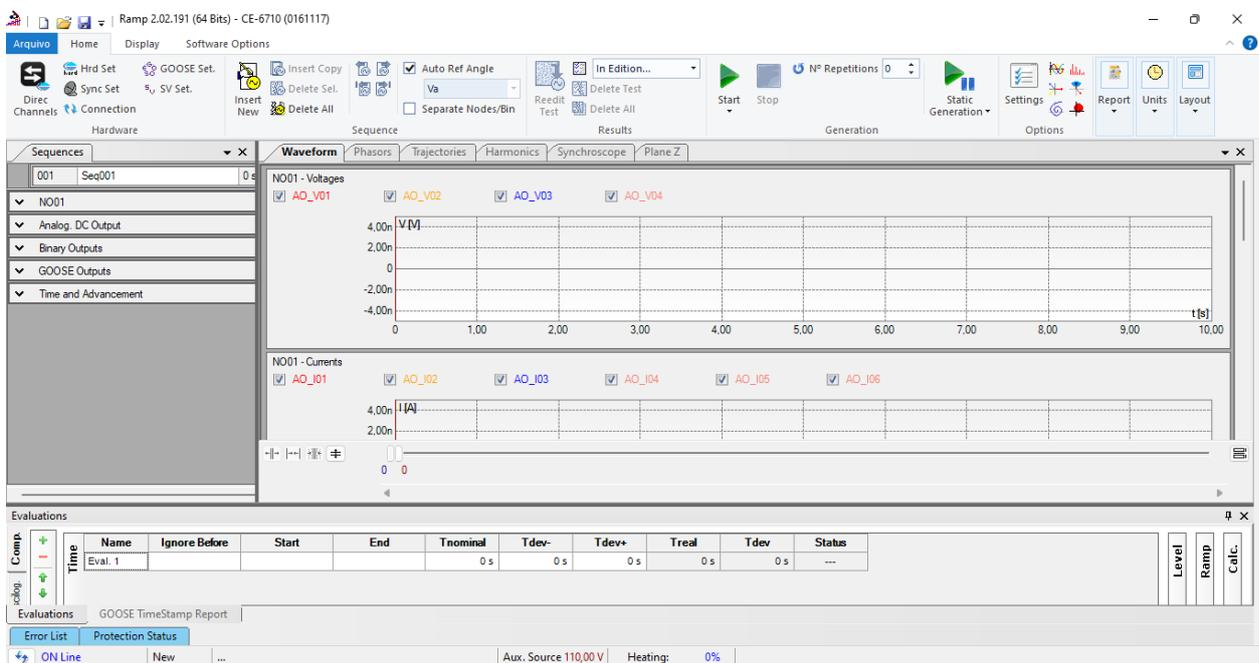 Ramp 2.02.191 (64 Bits) - CE-6710 (0161117)
Arquivo Home Display Software Options
Hrd Set GOOSE Set. Insert Copy Auto Ref Angle In Edition... Nº Repetitions 0
Sync Set SV Set. Delete Sel. Va Delete Test
Direc Channels Connection Insert New Delete All Separate Nodes/Bin Reedit Test Delete All Start Stop Static Generation Settings Report Units Layout
Hardware Sequence Results Generation Options
Sequences Waveform Phasors Trajectories Harmonics Synchroscope Plane Z
001 Seq001 0 s
NO01
Analog. DC Output
Binary Outputs
GOOSE Outputs
Time and Advancement
NO01 - Voltages
AO_V01 AO_V02 AO_V03 AO_V04
V [V]
4,00n
2,00n
0
-2,00n
-4,00n
t [s]
0 1,00 2,00 3,00 4,00 5,00 6,00 7,00 8,00 9,00 10,00
NO01 - Currents
AO_I01 AO_I02 AO_I03 AO_I04 AO_I05 AO_I06
I [A]
4,00n
2,00n
0 0
Evaluations
Comp.
Time
Name Ignore Before Start End Tnominal Tdev- Tdev+ Treal Tdev Status
Eval. 1 0 s 0 s 0 s 0 s 0 s ---
Level Ramp Calc.
Evaluations GOOSE TimeStamp Report
Error List Protection Status
ON Line New ... Aux. Source 110,00 V Heating: 0%